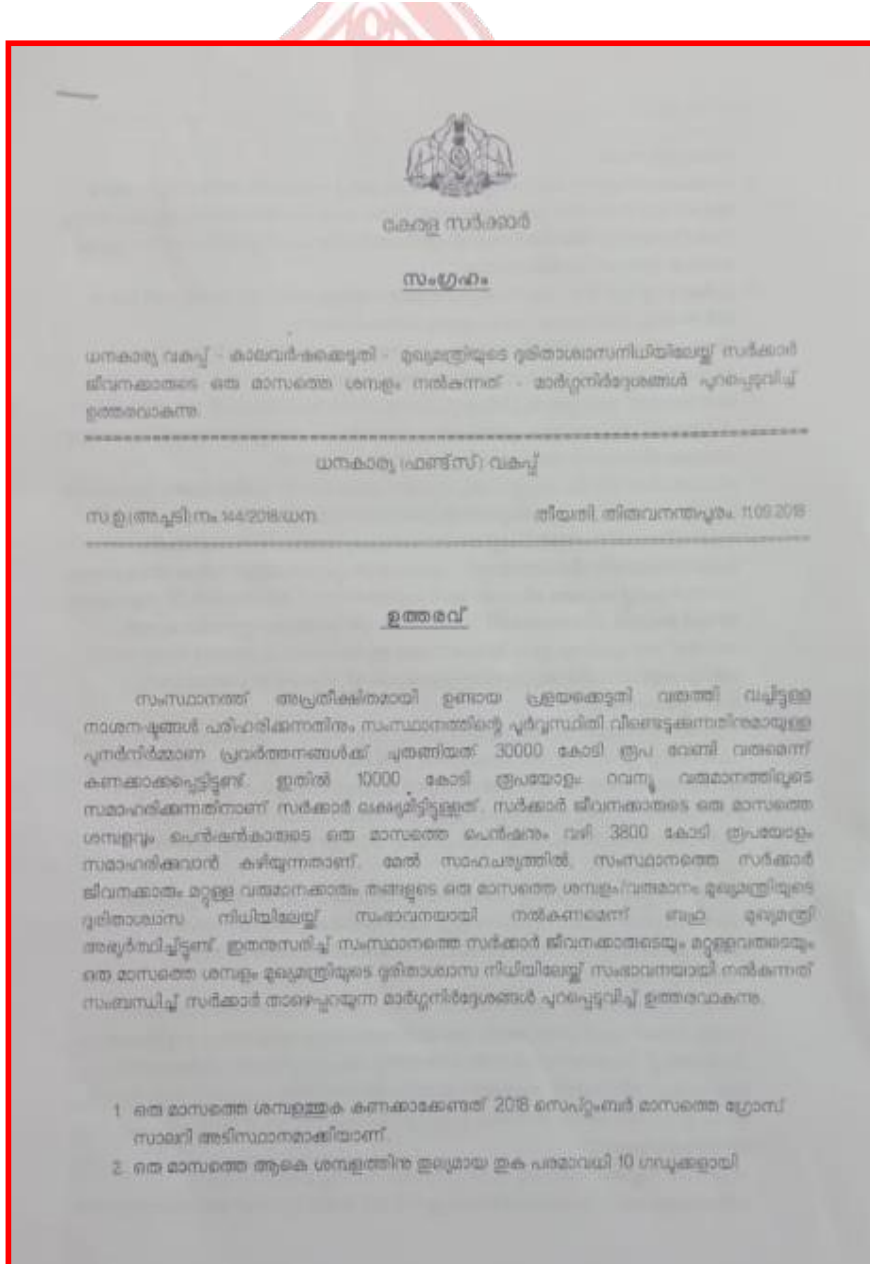 കേരള സർക്കാർ
സംഗ്രഹം
ധനകാര്യ വകുപ്പ് - കാലവർഷക്കെടുതി - മുഖ്യമന്ത്രിയുടെ ദുരിതാശ്വാസനിധിയിലേയ്ക്ക് സർക്കാർ
ജീവനക്കാരുടെ ഒരു മാസത്തെ ശമ്പളം നൽകുന്നത് - മാർഗ്ഗനിർദ്ദേശങ്ങൾ പുറപ്പെടുവിച്ച്
ഉത്തരവാകുന്നു.
ധനകാര്യ (ഫണ്ട്സ്) വകുപ്പ്
സ.ഉ.(അച്ചടി) നം.144/2018/ധന. തീയതി, തിരുവനന്തപുരം, 11.09.2018
ഉത്തരവ്
സംസ്ഥാനത്ത് അപ്രതീക്ഷിതമായി ഉണ്ടായ പ്രളയക്കെടുതി വരുത്തി വച്ചിട്ടുള്ള
നാശനഷ്ടങ്ങൾ പരിഹരിക്കുന്നതിനും സംസ്ഥാനത്തിന്റെ പൂർവ്വസ്ഥിതി വീണ്ടെടുക്കുന്നതിനുമായുള്ള
പുനർനിർമ്മാണ പ്രവർത്തനങ്ങൾക്ക് ചുരുങ്ങിയത് 30000 കോടി രൂപ വേണ്ടി വരുമെന്ന്
കണക്കാക്കപ്പെട്ടിട്ടുണ്ട്. ഇതിൽ 10000 കോടി രൂപയോളം റവന്യൂ വരുമാനത്തിലൂടെ
സമാഹരിക്കുന്നതിനാണ് സർക്കാർ ലക്ഷ്യമിട്ടിട്ടുള്ളത്. സർക്കാർ ജീവനക്കാരുടെ ഒരു മാസത്തെ
ശമ്പളവും പെൻഷൻകാരുടെ ഒരു മാസത്തെ പെൻഷനും വഴി 3800 കോടി രൂപയോളം
സമാഹരിക്കുവാൻ കഴിയുന്നതാണ്. മേൽ സാഹചര്യത്തിൽ, സംസ്ഥാനത്തെ സർക്കാർ
ജീവനക്കാരും മറ്റുള്ള വരുമാനക്കാരും തങ്ങളുടെ ഒരു മാസത്തെ ശമ്പളം/വരുമാനം മുഖ്യമന്ത്രിയുടെ
ദുരിതാശ്വാസ നിധിയിലേയ്ക്ക് സംഭാവനയായി നൽകണമെന്ന് ബഹു മുഖ്യമന്ത്രി
അഭ്യർത്ഥിച്ചിട്ടുണ്ട്. ഇതനുസരിച്ച് സംസ്ഥാനത്തെ സർക്കാർ ജീവനക്കാരുടെയും മറ്റുള്ളവരുടെയും
ഒരു മാസത്തെ ശമ്പളം മുഖ്യമന്ത്രിയുടെ ദുരിതാശ്വാസ നിധിയിലേയ്ക്ക് സംഭാവനയായി നൽകുന്നത്
സംബന്ധിച്ച് സർക്കാർ താഴെപ്പറയുന്ന മാർഗ്ഗനിർദ്ദേശങ്ങൾ പുറപ്പെടുവിച്ച് ഉത്തരവാകുന്നു.
1. ഒരു മാസത്തെ ശമ്പളത്തുക കണക്കാക്കേണ്ടത് 2018 സെപ്റ്റംബർ മാസത്തെ ഗ്രോസ്
സാലറി അടിസ്ഥാനമാക്കിയാണ്.
2. ഒരു മാസത്തെ ആകെ ശമ്പളത്തിനു തുല്യമായ തുക പരമാവധി 10 ഗഡുക്കളായി